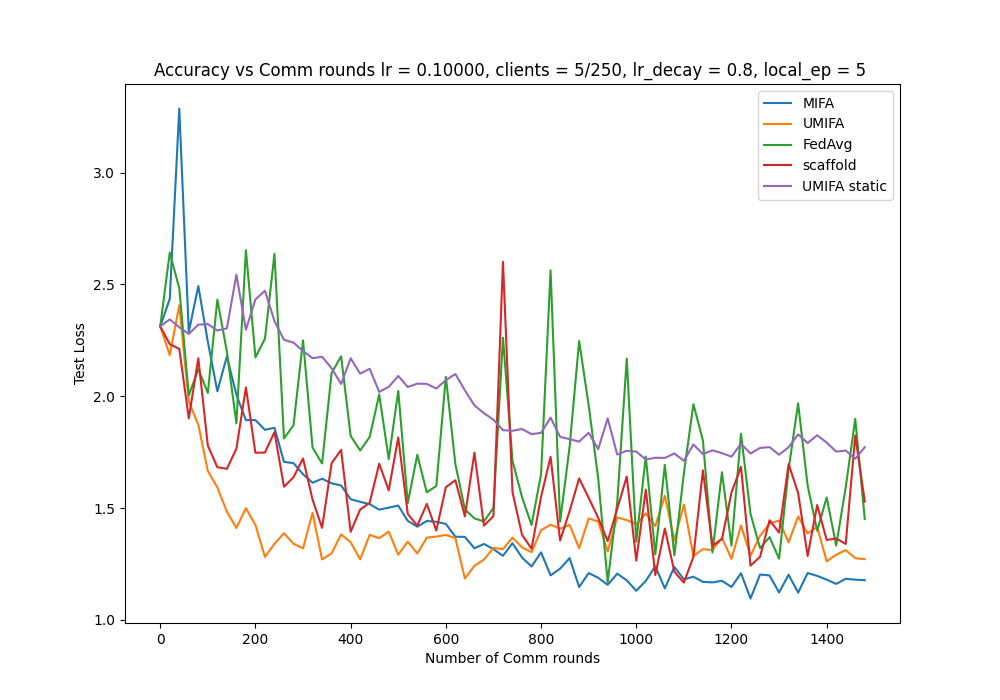 Accuracy vs Comm rounds lr = 0.10000, clients = 5/250, lr_decay = 0.8, local_ep = 5
MIFA
UMIFA
FedAvg
scaffold
UMIFA static
3.0
2.5
2.0
1.5
1.0
Test Loss
0 200 400 600 800 1000 1200 1400
Number of Comm rounds